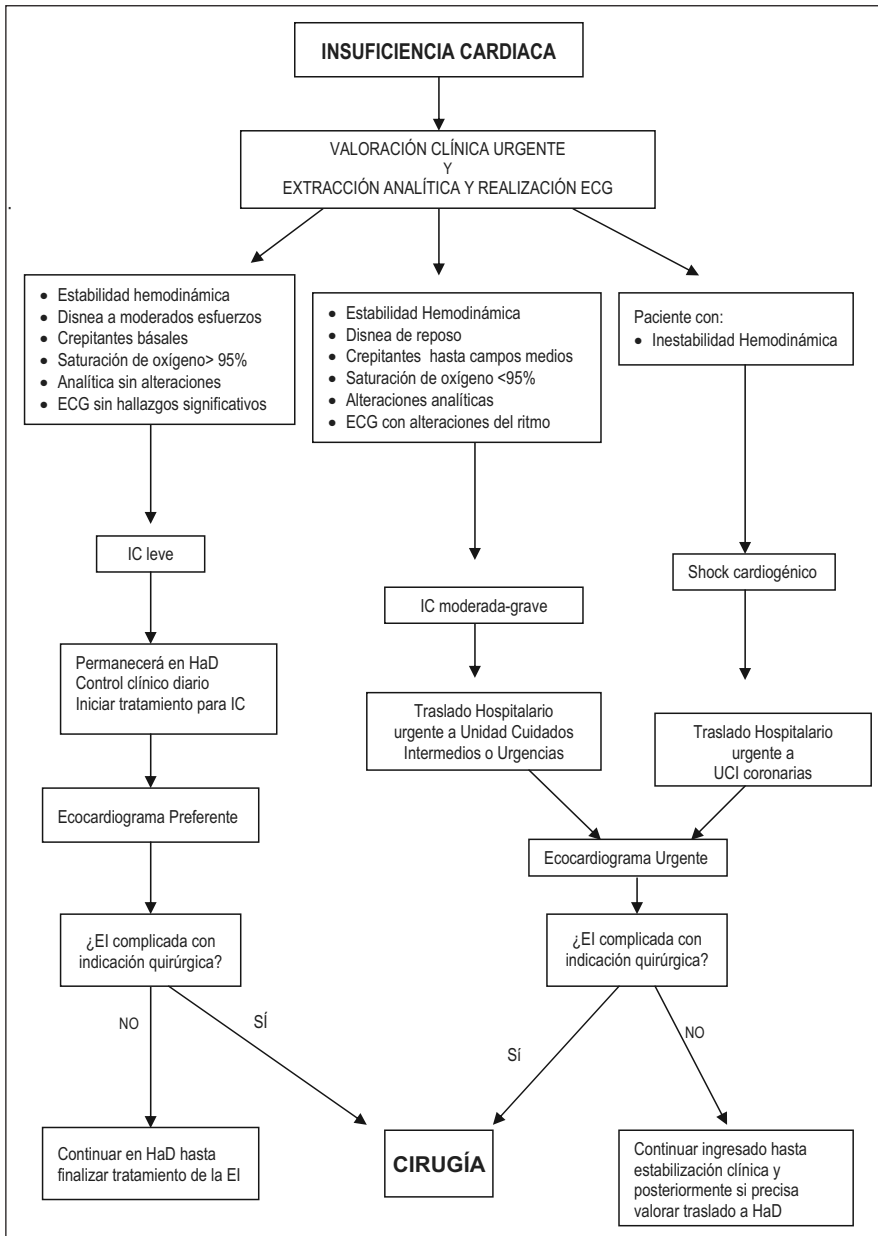 INSUFICIENCIA CARDIACA
VALORACIÓN CLÍNICA URGENTE
Y
EXTRACCIÓN ANALÍTICA Y REALIZACIÓN ECG
• Estabilidad hemodinámica
• Disnea a moderados esfuerzos
• Crepitantes básales
• Saturación de oxígeno> 95%
• Analítica sin alteraciones
• ECG sin hallazgos significativos
• Estabilidad Hemodinámica
• Disnea de reposo
• Crepitantes hasta campos medios
• Saturación de oxígeno <95%
• Alteraciones analíticas
• ECG con alteraciones del ritmo
Paciente con:
• Inestabilidad Hemodinámica
IC leve
IC moderada-grave
Shock cardiogénico
Permanecerá en HaD
Control clínico diario
Iniciar tratamiento para IC
Traslado Hospitalario
urgente a Unidad Cuidados
Intermedios o Urgencias
Traslado Hospitalario
urgente a
UCI coronarias
Ecocardiograma Preferente
Ecocardiograma Urgente
¿EI complicada con
indicación quirúrgica?
¿EI complicada con
indicación quirúrgica?
NO
SÍ
Sí
NO
Continuar en HaD hasta
finalizar tratamiento de la EI
CIRUGÍA
Continuar ingresado hasta
estabilización clínica y
posteriormente si precisa
valorar traslado a HaD